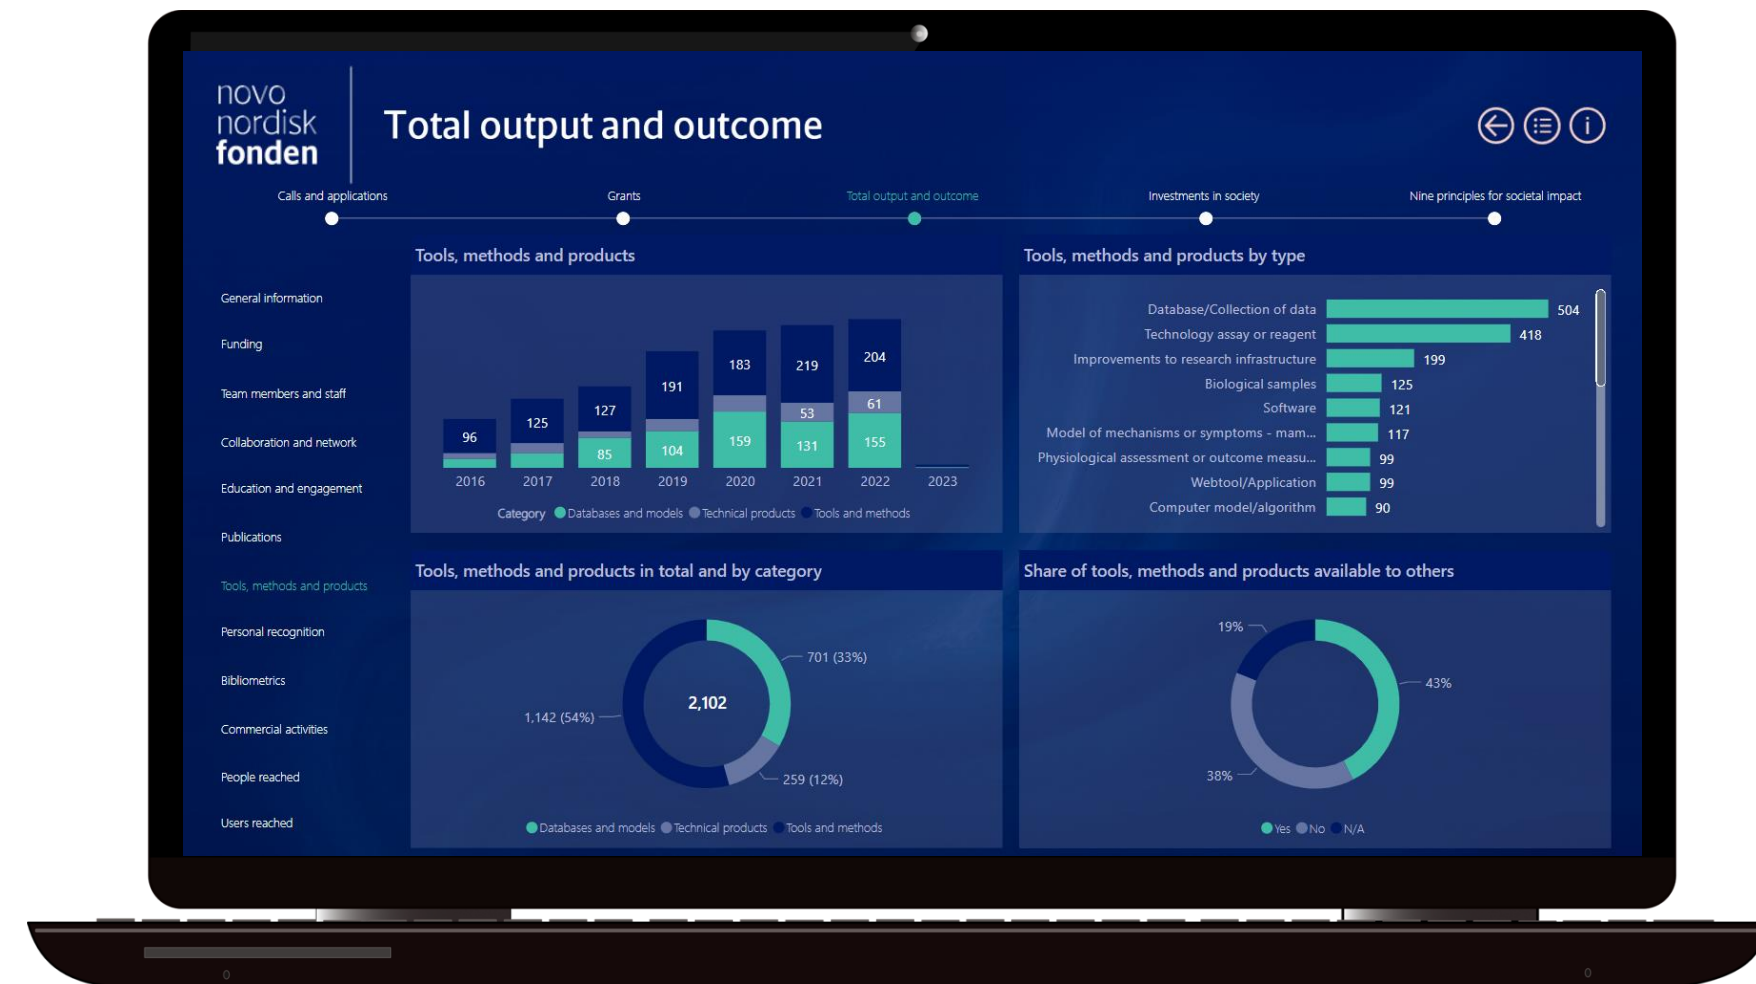 novo
nordisk
fonden
Total output and outcome
Calls and applications
Grants
Total output and outcome
Investments in society
Nine principles for societal impact
General information
Funding
Team members and staff
Collaboration and network
Education and engagement
Publications
Tools, methods and products
Personal recognition
Bibliometrics
Commercial activities
People reached
Users reached
Tools, methods and products
96
125
127
85
191
104
183
159
219
53
131
204
61
155
2016 2017 2018 2019 2020 2021 2022 2023
Category Databases and models Technical products Tools and methods
Tools, methods and products by type
Database/Collection of data 504
Technology assay or reagent 418
Improvements to research infrastructure 199
Biological samples 125
Software 121
Model of mechanisms or symptoms - mam... 117
Physiological assessment or outcome measu... 99
Webtool/Application 99
Computer model/algorithm 90
Tools, methods and products in total and by category
701 (33%)
2,102
1,142 (54%)
259 (12%)
Databases and models Technical products Tools and methods
Share of tools, methods and products available to others
19%
43%
38%
Yes No N/A